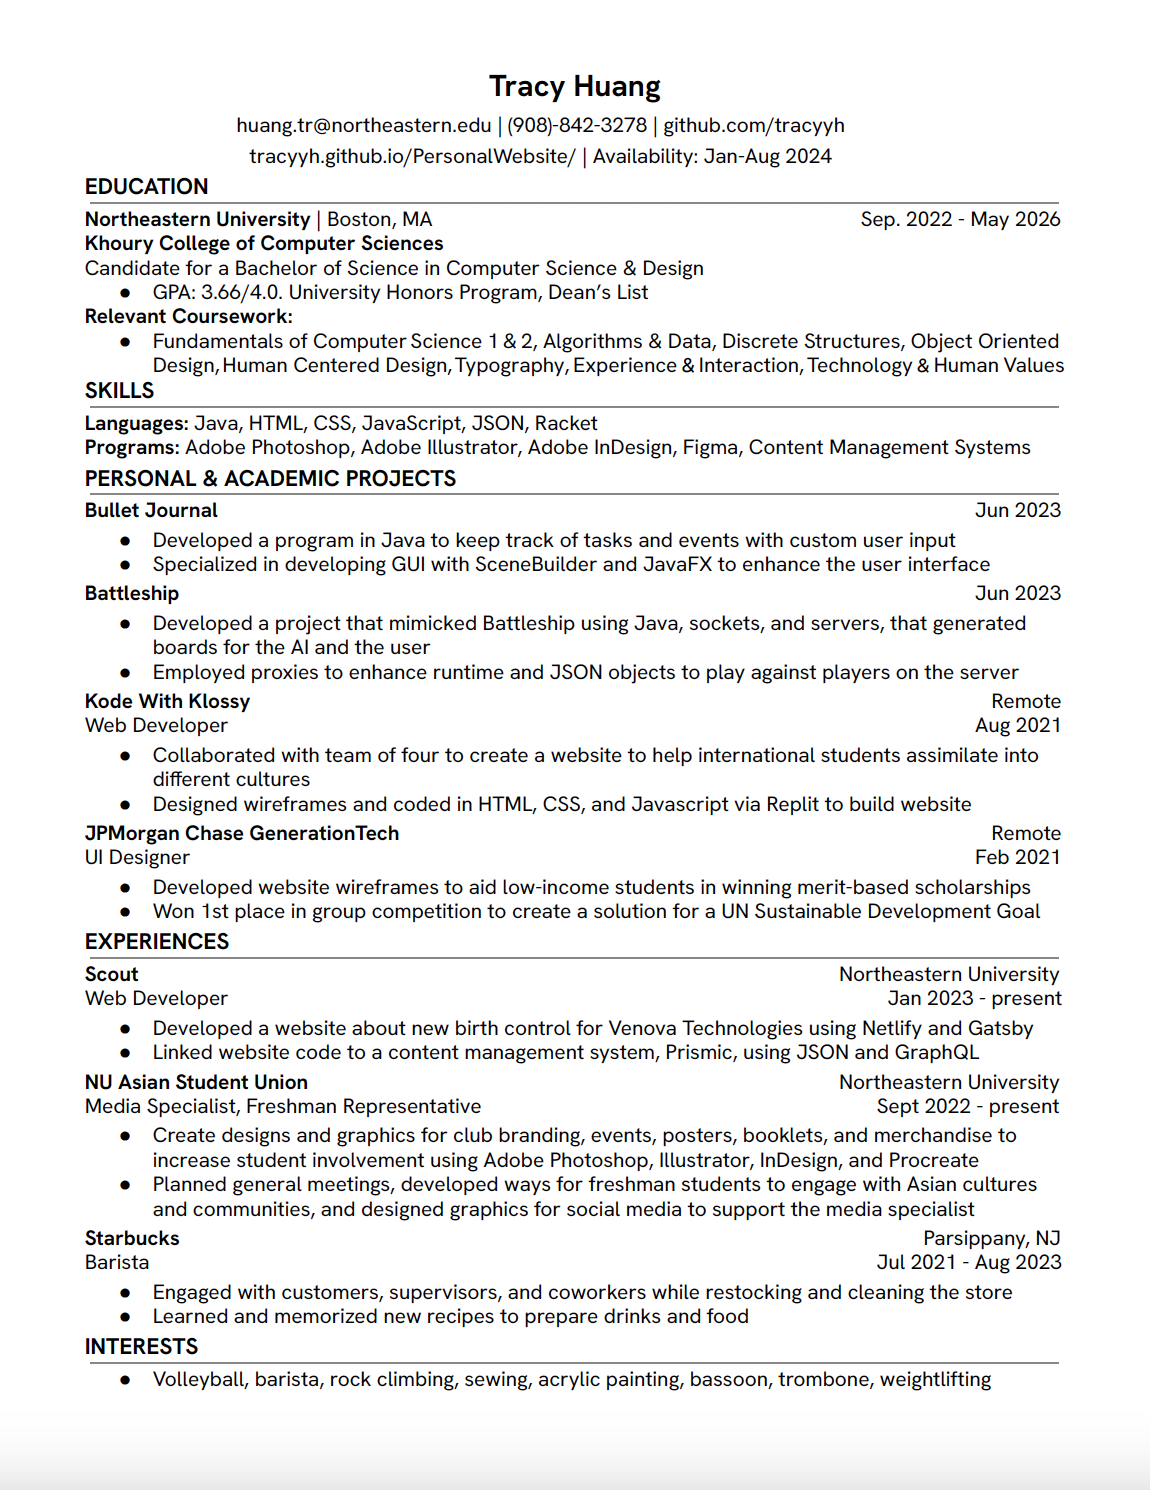 Tracy Huang
huang.tr@northeastern.edu | (908)-842-3278 | github.com/tracyyh
tracyyh.github.io/PersonalWebsite/ | Availability: Jan-Aug 2024
EDUCATION
Northeastern University | Boston, MA Sep. 2022 - May 2026
Khoury College of Computer Sciences
Candidate for a Bachelor of Science in Computer Science & Design
● GPA: 3.66/4.0. University Honors Program, Dean's List
Relevant Coursework:
● Fundamentals of Computer Science 1 & 2, Algorithms & Data, Discrete Structures, Object Oriented
Design, Human Centered Design, Typography, Experience & Interaction, Technology & Human Values
SKILLS
Languages: Java, HTML, CSS, JavaScript, JSON, Racket
Programs: Adobe Photoshop, Adobe Illustrator, Adobe InDesign, Figma, Content Management Systems
PERSONAL & ACADEMIC PROJECTS
Bullet Journal Jun 2023
● Developed a program in Java to keep track of tasks and events with custom user input
● Specialized in developing GUI with SceneBuilder and JavaFX to enhance the user interface
Battleship Jun 2023
● Developed a project that mimicked Battleship using Java, sockets, and servers, that generated
boards for the AI and the user
● Employed proxies to enhance runtime and JSON objects to play against players on the server
Kode With Klossy Remote
Web Developer Aug 2021
● Collaborated with team of four to create a website to help international students assimilate into
different cultures
● Designed wireframes and coded in HTML, CSS, and Javascript via Replit to build website
JPMorgan Chase GenerationTech Remote
UI Designer Feb 2021
● Developed website wireframes to aid low-income students in winning merit-based scholarships
● Won 1st place in group competition to create a solution for a UN Sustainable Development Goal
EXPERIENCES
Scout Northeastern University
Web Developer Jan 2023 - present
● Developed a website about new birth control for Venova Technologies using Netlify and Gatsby
● Linked website code to a content management system, Prismic, using JSON and GraphQL
NU Asian Student Union Northeastern University
Media Specialist, Freshman Representative Sept 2022 - present
● Create designs and graphics for club branding, events, posters, booklets, and merchandise to
increase student involvement using Adobe Photoshop, Illustrator, InDesign, and Procreate
● Planned general meetings, developed ways for freshman students to engage with Asian cultures
and communities, and designed graphics for social media to support the media specialist
Starbucks Parsippany, NJ
Barista Jul 2021 - Aug 2023
● Engaged with customers, supervisors, and coworkers while restocking and cleaning the store
● Learned and memorized new recipes to prepare drinks and food
INTERESTS
● Volleyball, barista, rock climbing, sewing, acrylic painting, bassoon, trombone, weightlifting